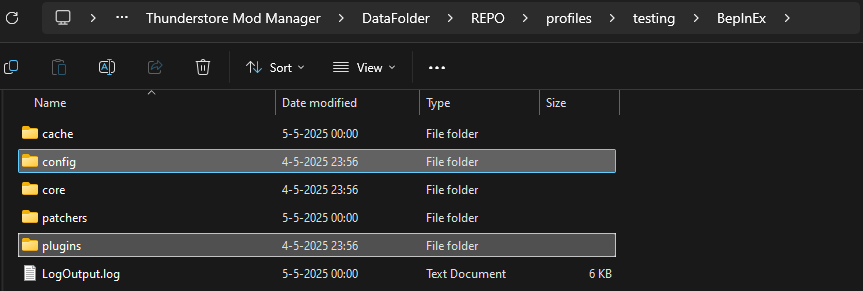 Thunderstore Mod Manager > DataFolder > REPO > profiles > testing > BepInEx >
Sort View
Name Date modified Type Size
cache 5-5-2025 00:00 File folder
config 4-5-2025 23:56 File folder
core 4-5-2025 23:56 File folder
patchers 5-5-2025 00:00 File folder
plugins 4-5-2025 23:56 File folder
LogOutput.log 5-5-2025 00:00 Text Document 6 KB